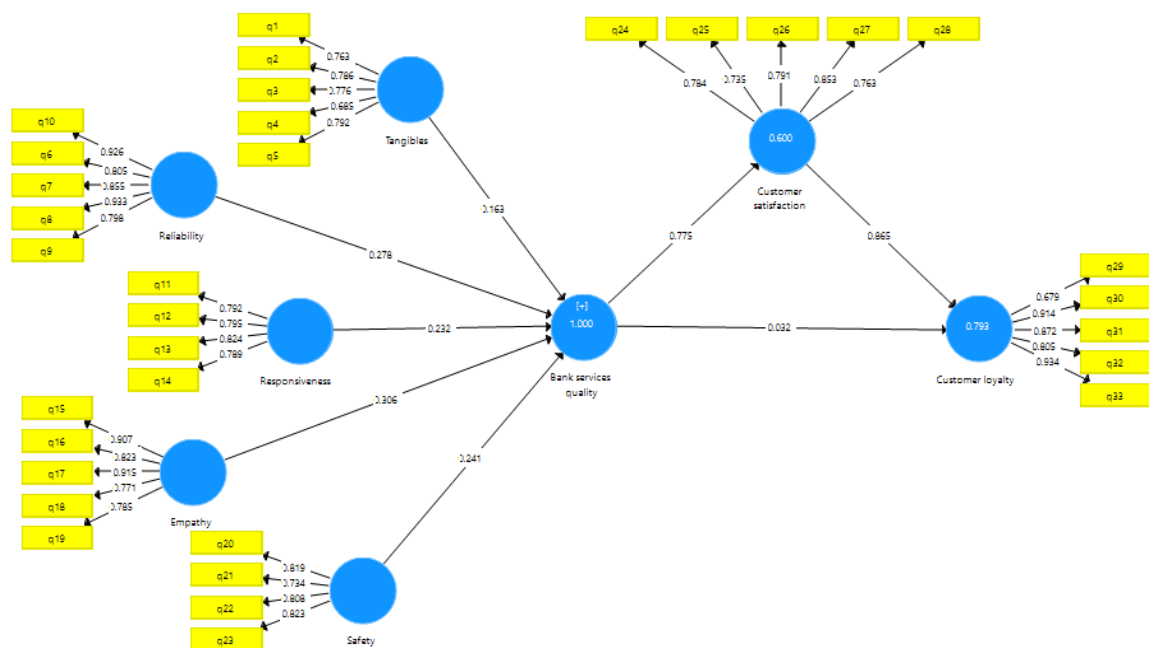 q1
q2
q3
q4
q5
0.763
0.786
0.776
0.685
0.792
Tangibles
q24
q25
q26
q27
q28
0.784
0.735
0.791
0.853
0.763
0.600
Customer
satisfaction
q10
q6
q7
q8
q9
0.926
0.805
0.855
0.933
0.798
Reliability
0.163
0.278
0.775
0.865
q11
q12
q13
q14
0.792
0.795
0.824
0.789
Responsiveness
0.232
[+]
1.000
Bank services
quality
0.032
0.793
Customer loyalty
q29
q30
q31
q32
q33
0.679
0.914
0.872
0.805
0.934
q15
q16
q17
q18
q19
0.907
0.823
0.915
0.771
0.785
Empathy
0.306
0.241
q20
q21
q22
q23
0.819
0.734
0.808
0.823
Safety